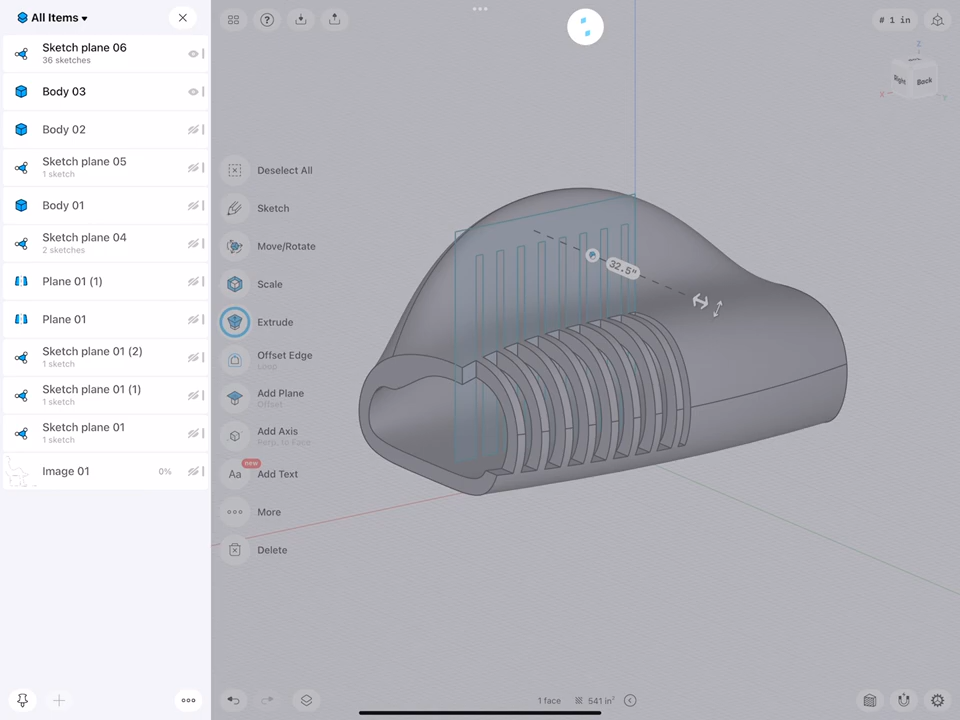 All Items
Sketch plane 06
36 sketches
Body 03
Body 02
Sketch plane 05
1 sketch
Body 01
Sketch plane 04
2 sketches
Plane 01 (1)
Plane 01
Sketch plane 01 (2)
1 sketch
Sketch plane 01 (1)
1 sketch
Sketch plane 01
1 sketch
Image 01
0%
Deselect All
Sketch
Move/Rotate
Scale
Extrude
Offset Edge
Loop
Add Plane
Offset
Add Axis
Perp. to Face
new
Aa
Add Text
More
Delete
32.5"
# 1 in
Z
Right
Back
X
Y
1 face
541 in²